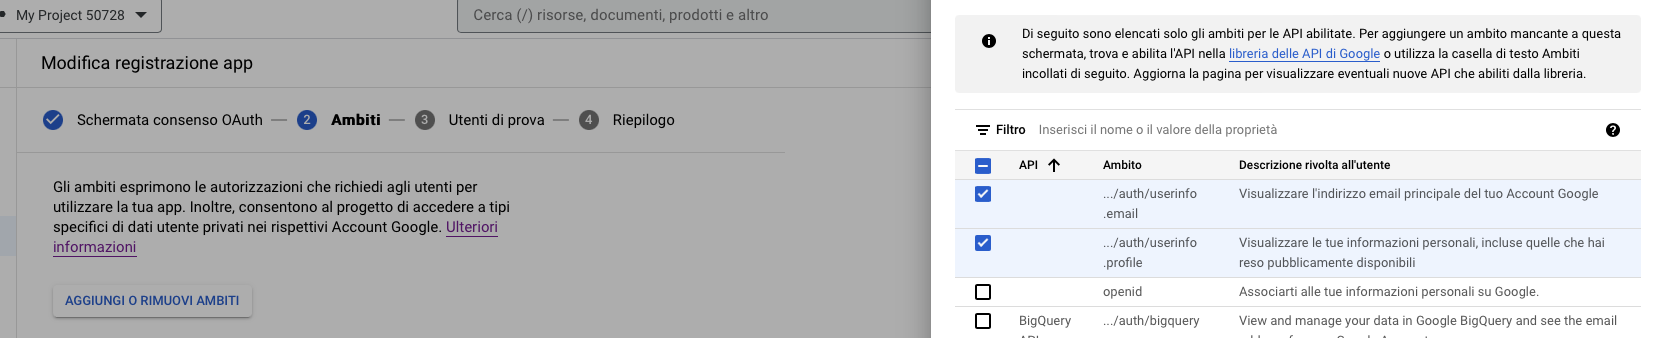 My Project 50728
Cerca (/) risorse, documenti, prodotti e altro
Modifica registrazione app
Schermata consenso OAuth
2 Ambiti
3 Utenti di prova
4 Riepilogo
Gli ambiti esprimono le autorizzazioni che richiedi agli utenti per
utilizzare la tua app. Inoltre, consentono al progetto di accedere a tipi
specifici di dati utente privati nei rispettivi Account Google. Ulteriori
informazioni
AGGIUNGI O RIMUOVI AMBITI
Di seguito sono elencati solo gli ambiti per le API abilitate. Per aggiungere un ambito mancante a questa
schermata, trova e abilita l'API nella libreria delle API di Google o utilizza la casella di testo Ambiti
incollati di seguito. Aggiorna la pagina per visualizzare eventuali nuove API che abiliti dalla libreria.
Filtro Inserisci il nome o il valore della proprietà
API Ambito Descrizione rivolta all'utente
.../auth/userinfo Visualizzare l'indirizzo email principale del tuo Account Google
.email
.../auth/userinfo Visualizzare le tue informazioni personali, incluse quelle che hai
.profile reso pubblicamente disponibili
openid Associarti alle tue informazioni personali su Google.
BigQuery .../auth/bigquery View and manage your data in Google BigQuery and see the email